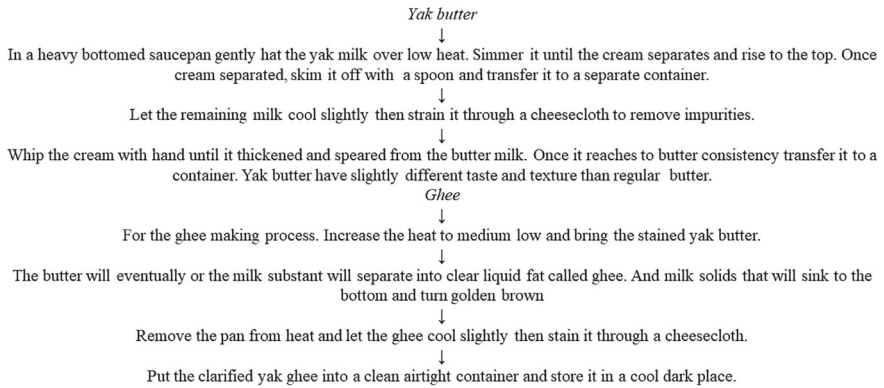 Yak butter
↓
In a heavy bottomed saucepan gently hat the yak milk over low heat. Simmer it until the cream separates and rise to the top. Once
cream separated, skim it off with a spoon and transfer it to a separate container.
↓
Let the remaining milk cool slightly then strain it through a cheesecloth to remove impurities.
↓
Whip the cream with hand until it thickened and speared from the butter milk. Once it reaches to butter consistency transfer it to a
container. Yak butter have slightly different taste and texture than regular butter.
Ghee
↓
For the ghee making process. Increase the heat to medium low and bring the stained yak butter.
↓
The butter will eventually or the milk substant will separate into clear liquid fat called ghee. And milk solids that will sink to the
bottom and turn golden brown
↓
Remove the pan from heat and let the ghee cool slightly then stain it through a cheesecloth.
↓
Put the clarified yak ghee into a clean airtight container and store it in a cool dark place.